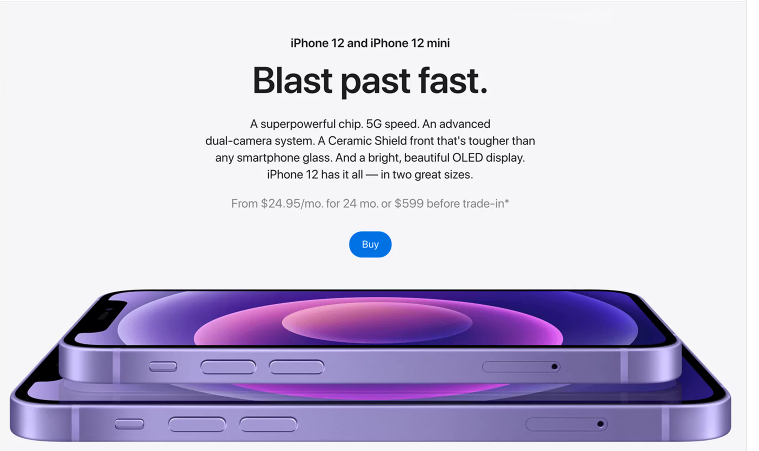 iPhone 12 and iPhone 12 mini
Blast past fast.
A superpowerful chip. 5G speed. An advanced
dual-camera system. A Ceramic Shield front that's tougher than
any smartphone glass. And a bright, beautiful OLED display.
iPhone 12 has it all — in two great sizes.
From $24.95/mo. for 24 mo. or $599 before trade-in*
Buy